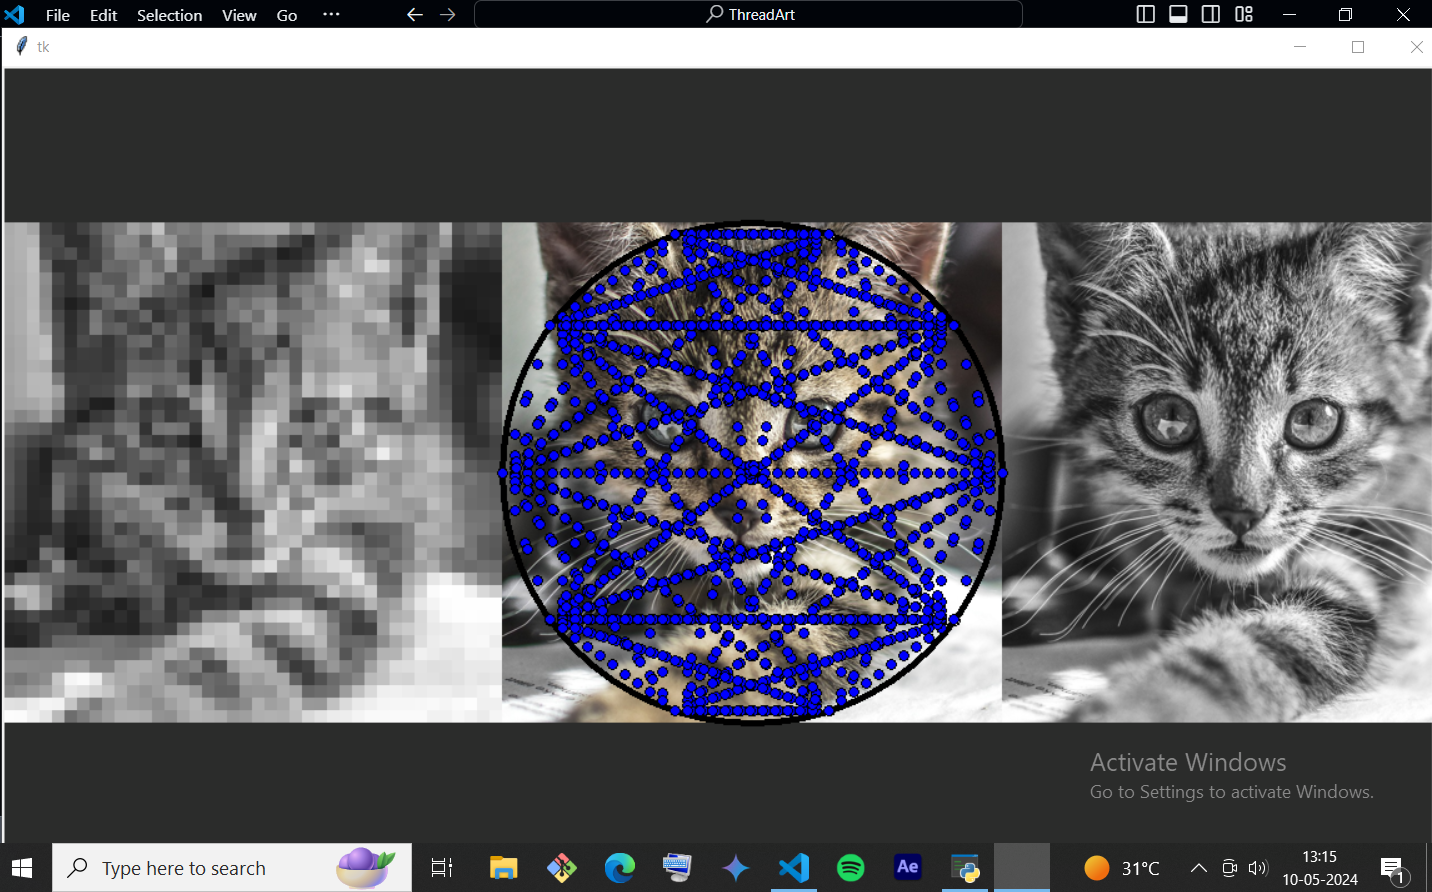 File Edit Selection View Go ··· ThreadArt
tk
Activate Windows
Go to Settings to activate Windows.
Type here to search
Ae
31°C
13:15
10-05-2024
1